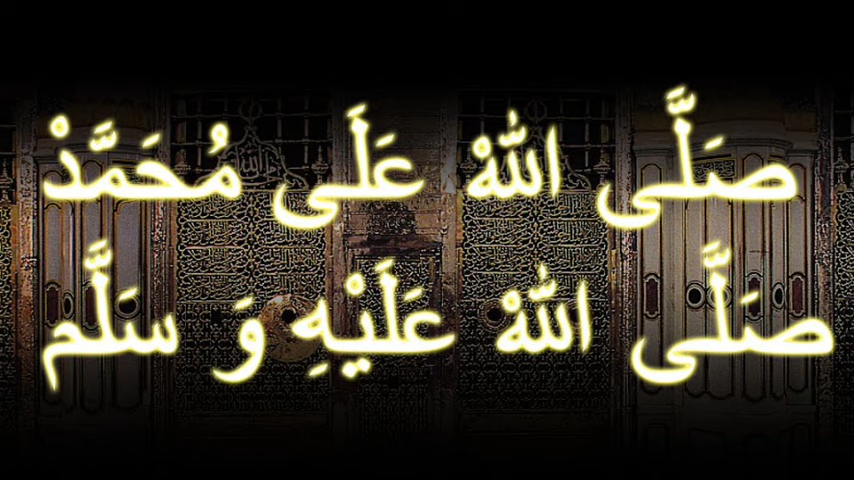 صَلَّى اللهْ عَلَى مُحَمَّدْ
صَلَّى اللهْ عَلَيْهِ وَ سَلَّم